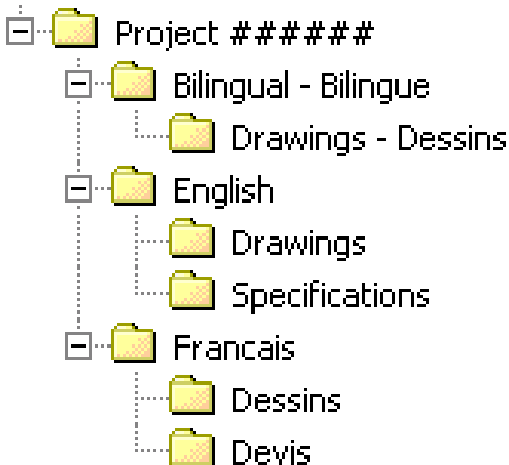 Project ######
Bilingual - Bilingue
Drawings - Dessins
English
Drawings
Specifications
Francais
Dessins
Devis